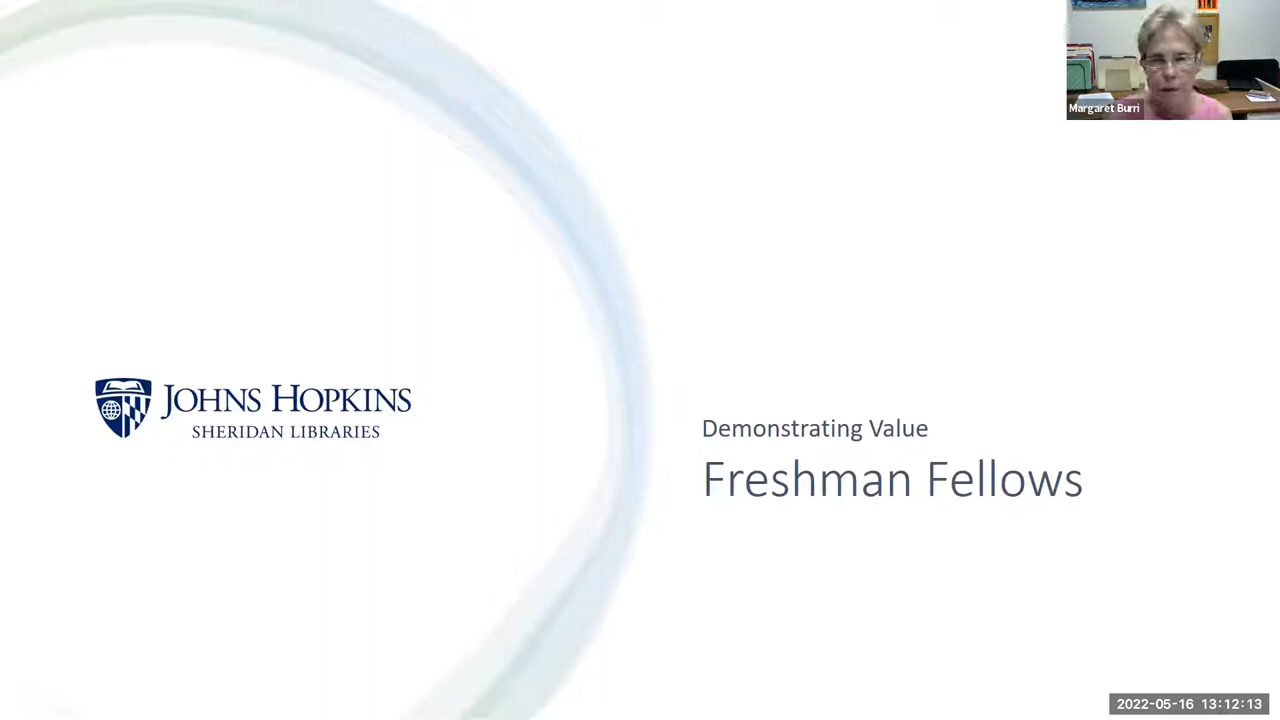 Margaret Burri
JOHNS HOPKINS
SHERIDAN LIBRARIES
Demonstrating Value
Freshman Fellows
2022-05-16 13:12:13